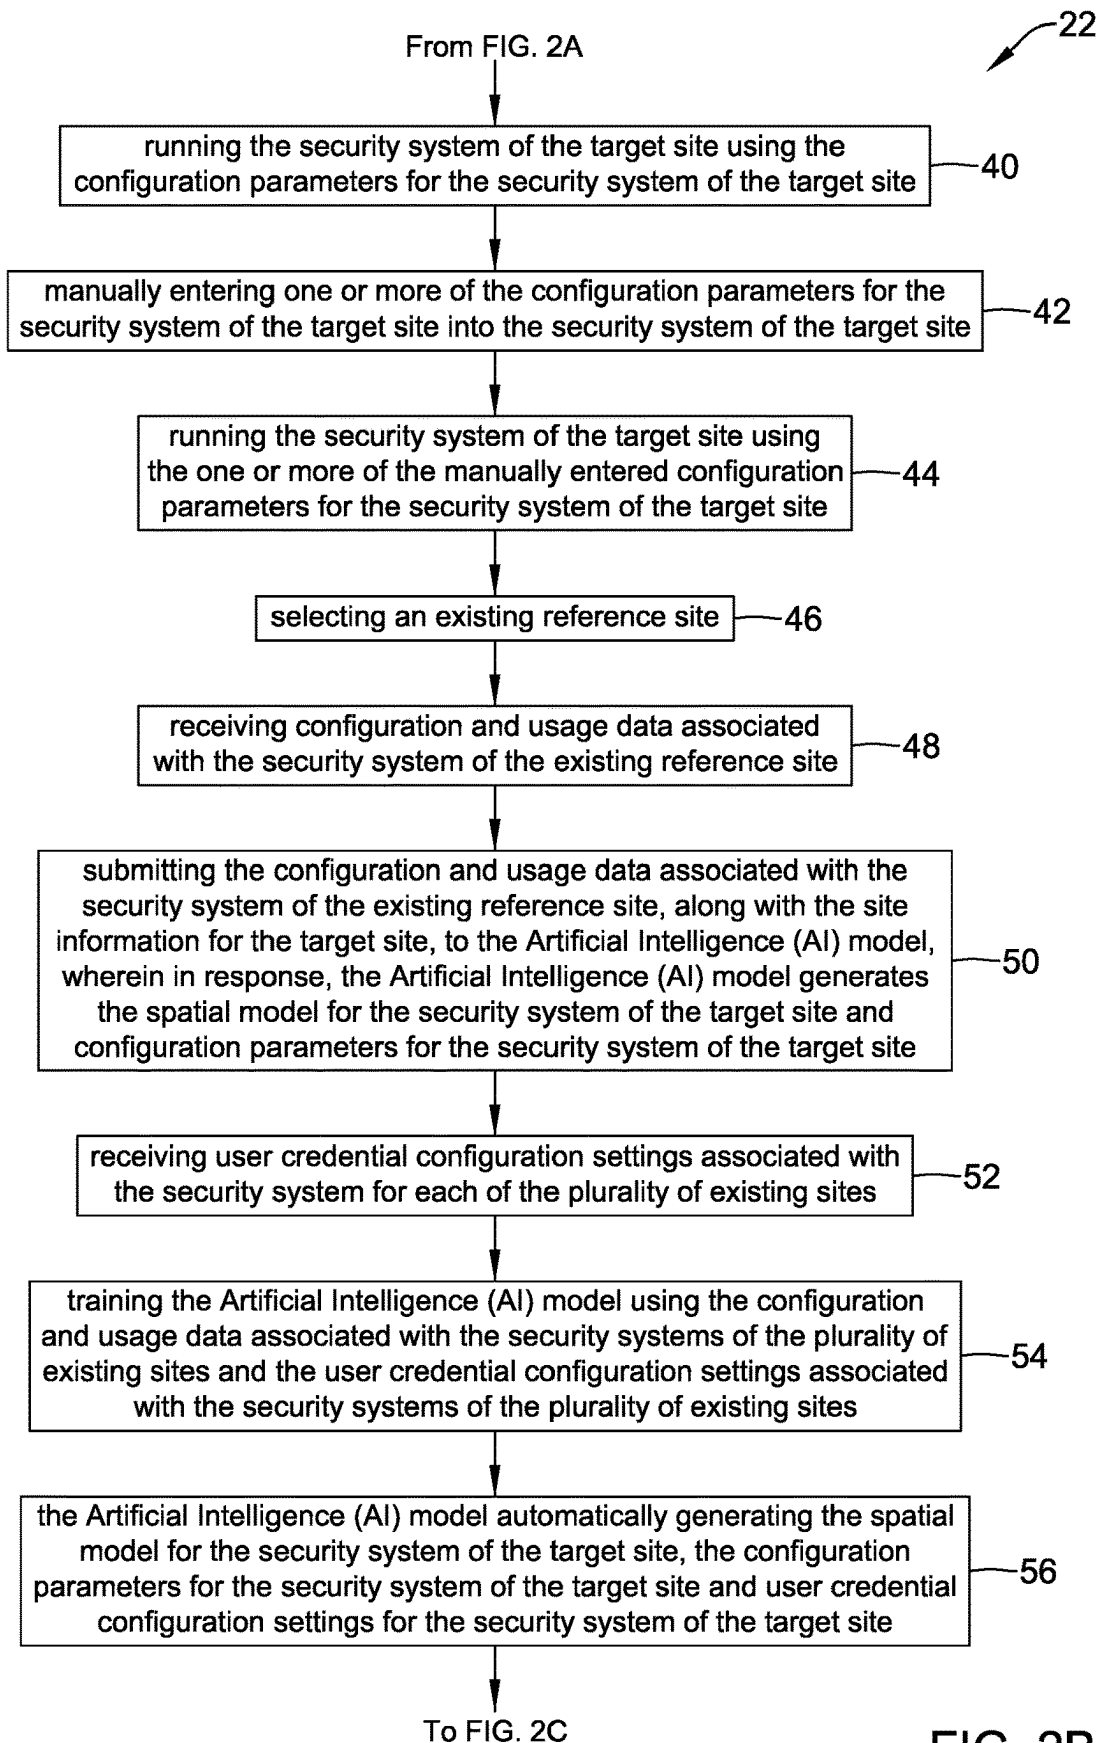 22
From FIG. 2A
running the security system of the target site using the
configuration parameters for the security system of the target site
40
manually entering one or more of the configuration parameters for the
security system of the target site into the security system of the target site
42
running the security system of the target site using
the one or more of the manually entered configuration
parameters for the security system of the target site
44
selecting an existing reference site
46
receiving configuration and usage data associated
with the security system of the existing reference site
48
submitting the configuration and usage data associated with the
security system of the existing reference site, along with the site
information for the target site, to the Artificial Intelligence (AI) model,
wherein in response, the Artificial Intelligence (AI) model generates
the spatial model for the security system of the target site and
configuration parameters for the security system of the target site
50
receiving user credential configuration settings associated with
the security system for each of the plurality of existing sites
52
training the Artificial Intelligence (AI) model using the configuration
and usage data associated with the security systems of the plurality of
existing sites and the user credential configuration settings associated
with the security systems of the plurality of existing sites
54
the Artificial Intelligence (AI) model automatically generating the spatial
model for the security system of the target site, the configuration
parameters for the security system of the target site and user credential
configuration settings for the security system of the target site
56
To FIG. 2C
FIG. 2B